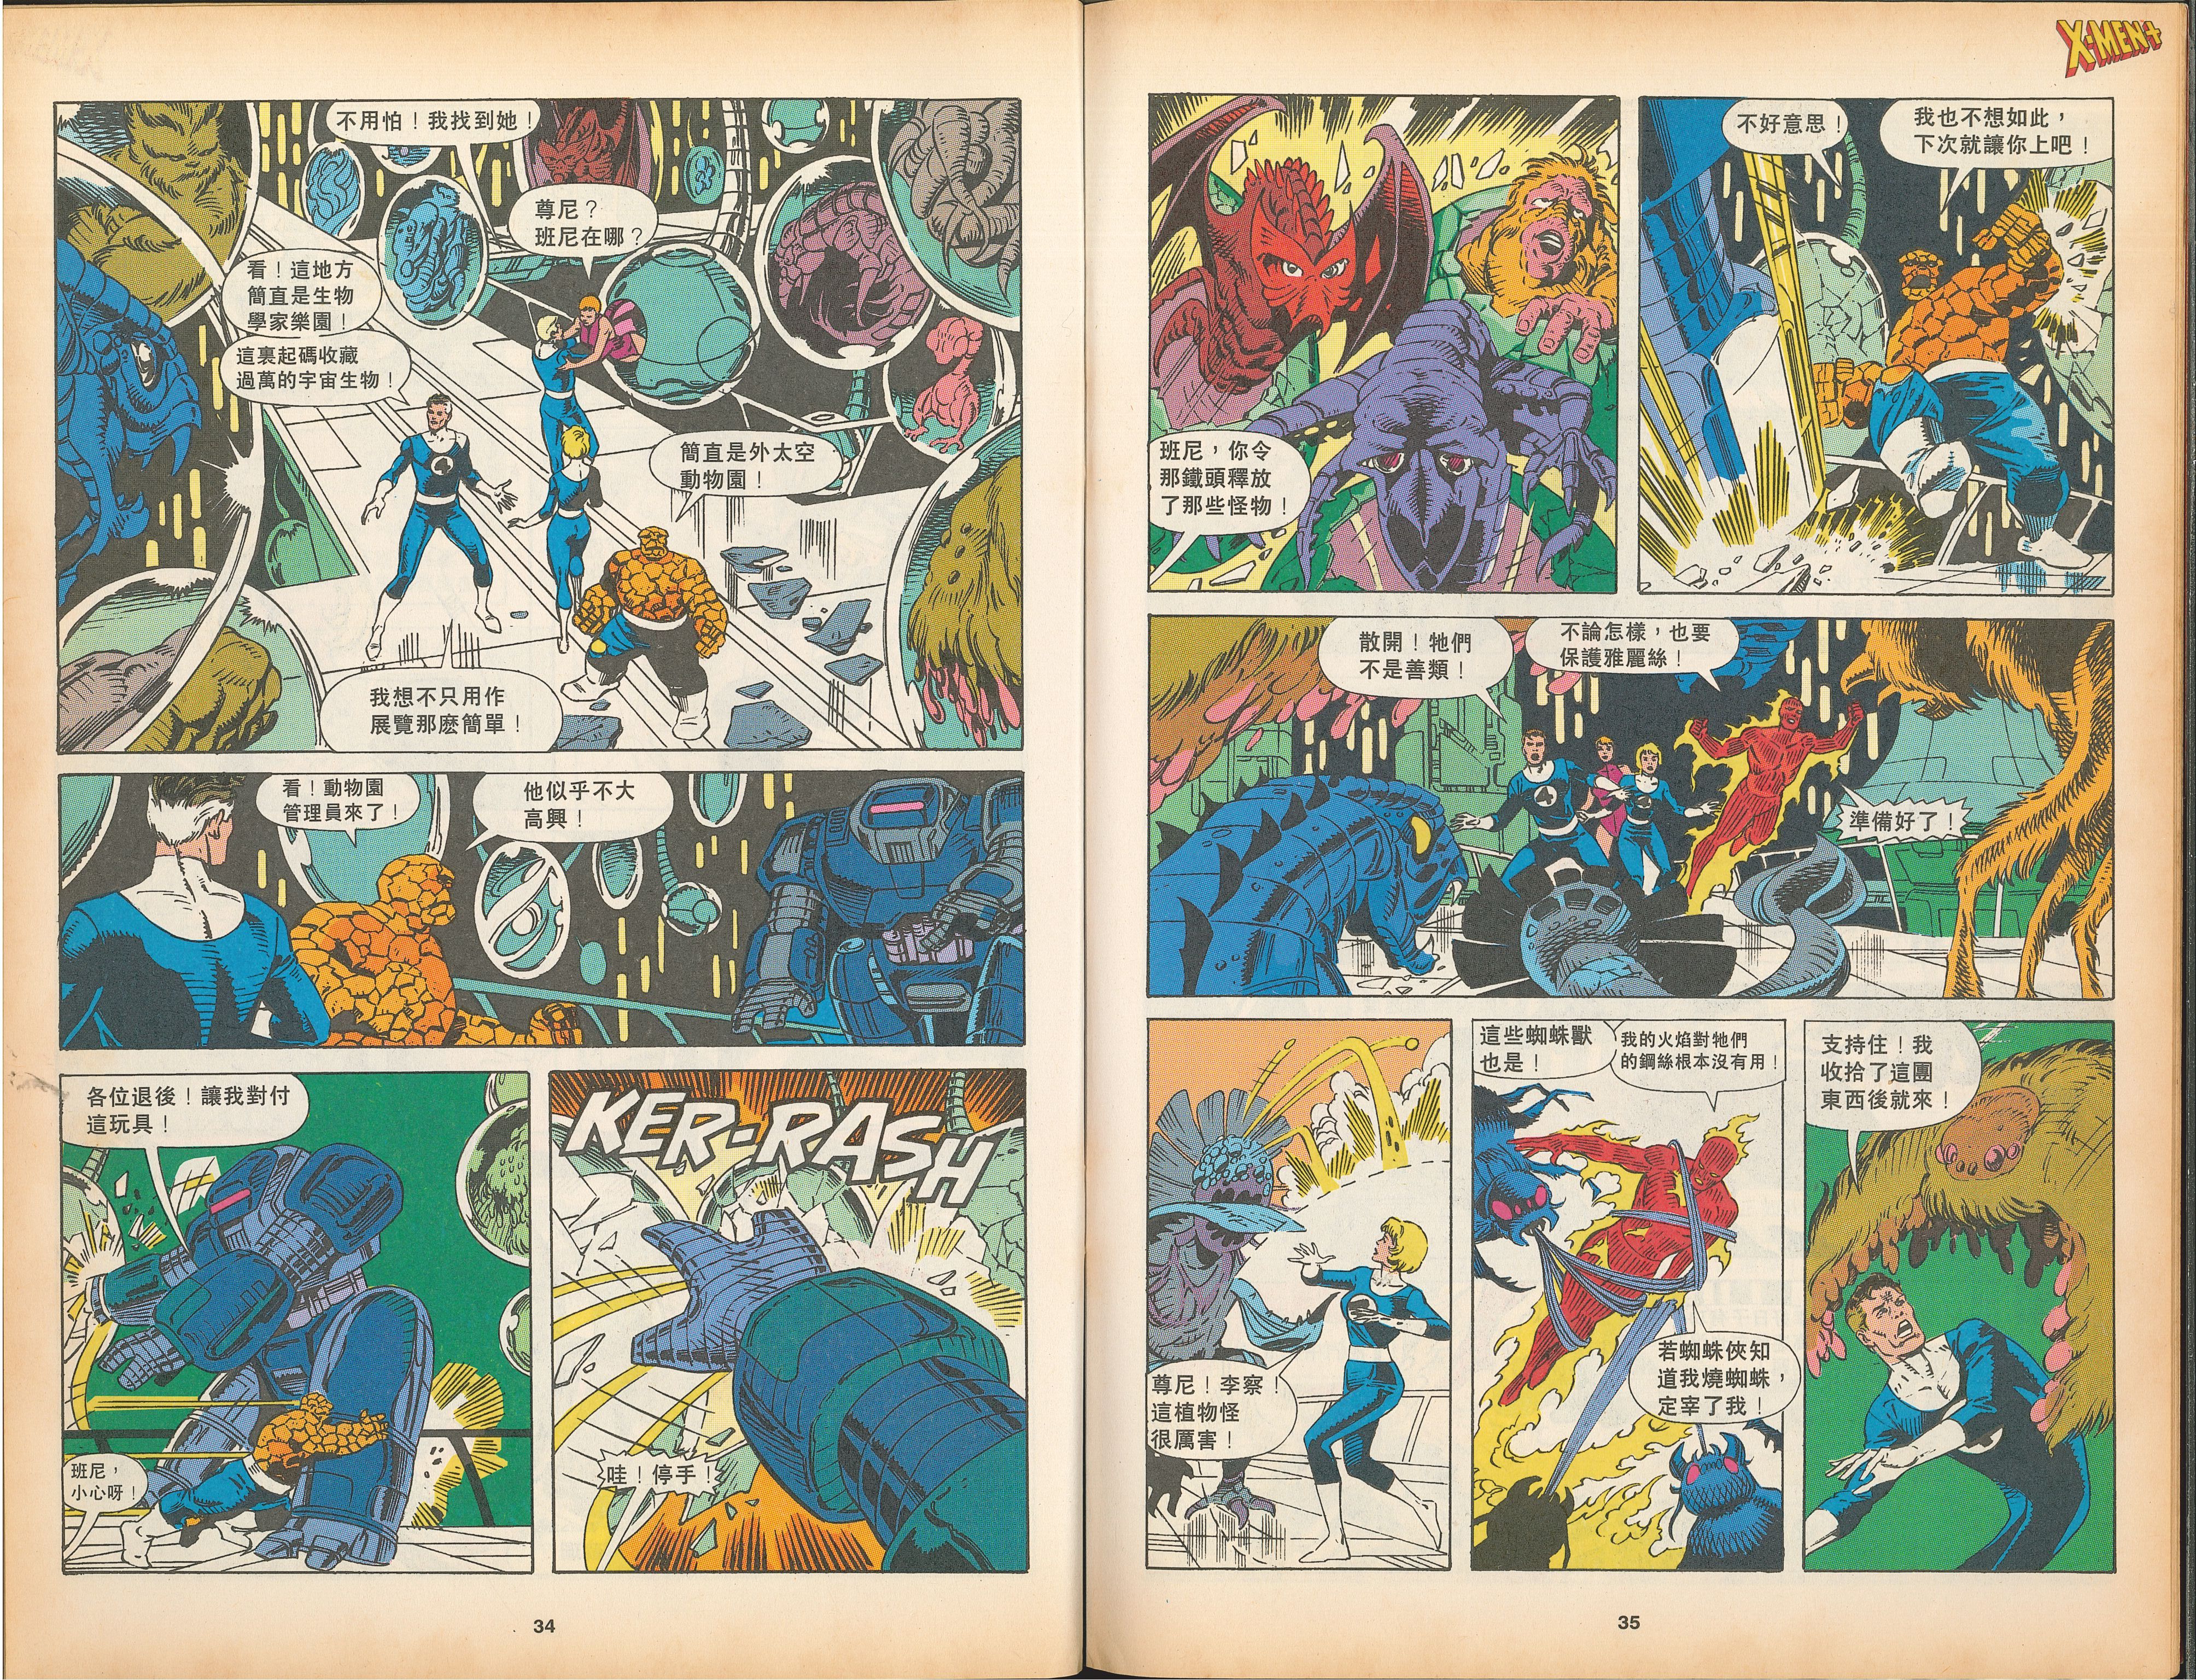 X-MEN+
不用怕！我找到她！
尊尼？
班尼在哪？
看！這地方
簡直是生物
學家樂園！
這裏起碼收藏
過萬的宇宙生物！
簡直是外太空
動物園！
我想不只用作
展覽那麽簡單！
看！動物園
管理員來了！
他似乎不大
高興！
各位退後！讓我對付
這玩具！
班尼，
小心呀！
KER-RASH
哇！停手！
34
班尼，你令
那鐵頭釋放
了那些怪物！
不好意思！
我也不想如此，
下次就讓你上吧！
散開！牠們
不是善類！
不論怎樣，也要
保護雅麗絲！
準備好了！
尊尼！李察！
這植物怪
很厲害！
這些蜘蛛獸
也是！
我的火焰對牠們
的鋼絲根本沒有用！
若蜘蛛俠知
道我燒蜘蛛，
定宰了我！
支持住！我
收拾了這團
東西後就來！
35